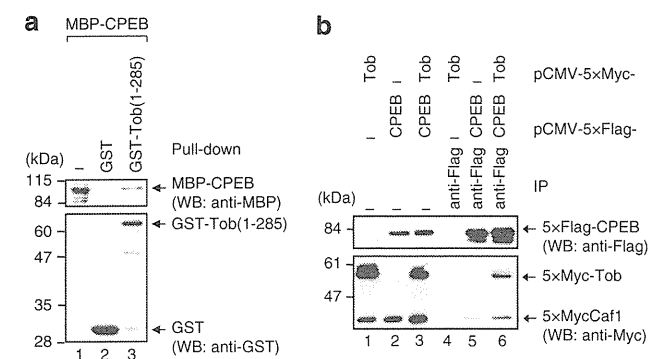 a
MBP-CPEB
– GST GST-Tob(1-285) Pull-down
(kDa)
115
84
MBP-CPEB
(WB: anti-MBP)
60
47
35
28
GST-Tob(1-285)
GST
(WB: anti-GST)
1 2 3
b
Tob – Tob Tob – Tob pCMV-5×Myc-
– CPEB CPEB – CPEB CPEB pCMV-5×Flag-
– – – anti-Flag anti-Flag anti-Flag IP
(kDa)
84
5×Flag-CPEB
(WB: anti-Flag)
61
47
5×Myc-Tob
5×MycCaf1
(WB: anti-Myc)
1 2 3 4 5 6